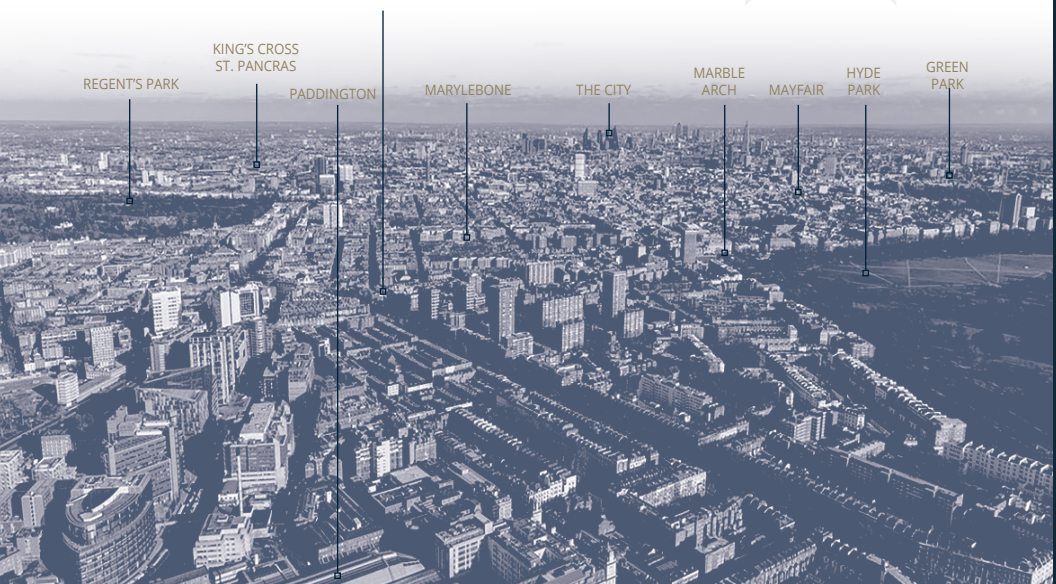 KING'S CROSS
ST. PANCRAS
REGENT'S PARK
PADDINGTON
MARYLEBONE
THE CITY
MARBLE
ARCH
MAYFAIR
HYDE
PARK
GREEN
PARK